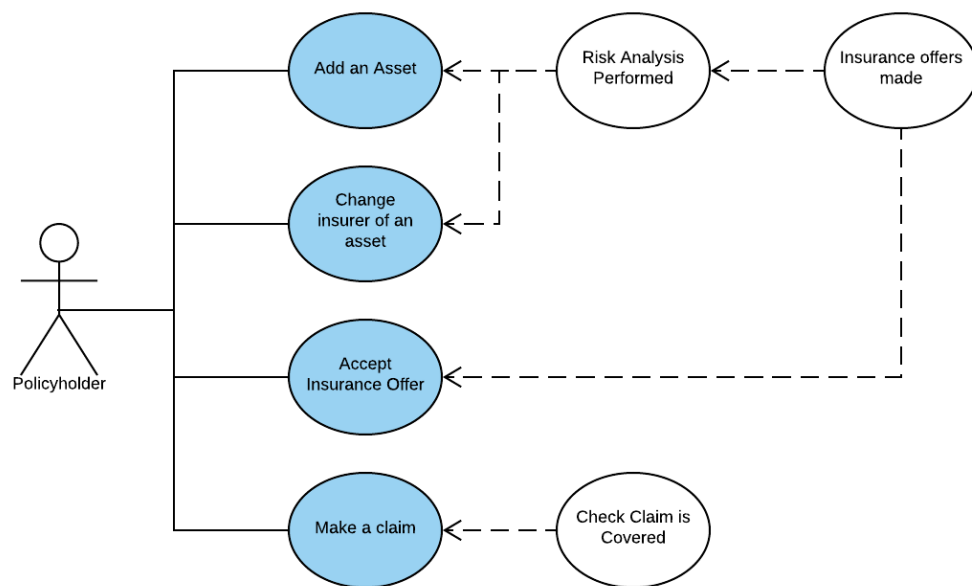 Add an Asset
Risk Analysis
Performed
Insurance offers
made
Change
insurer of an
asset
Policyholder
Accept
Insurance Offer
Make a claim
Check Claim is
Covered